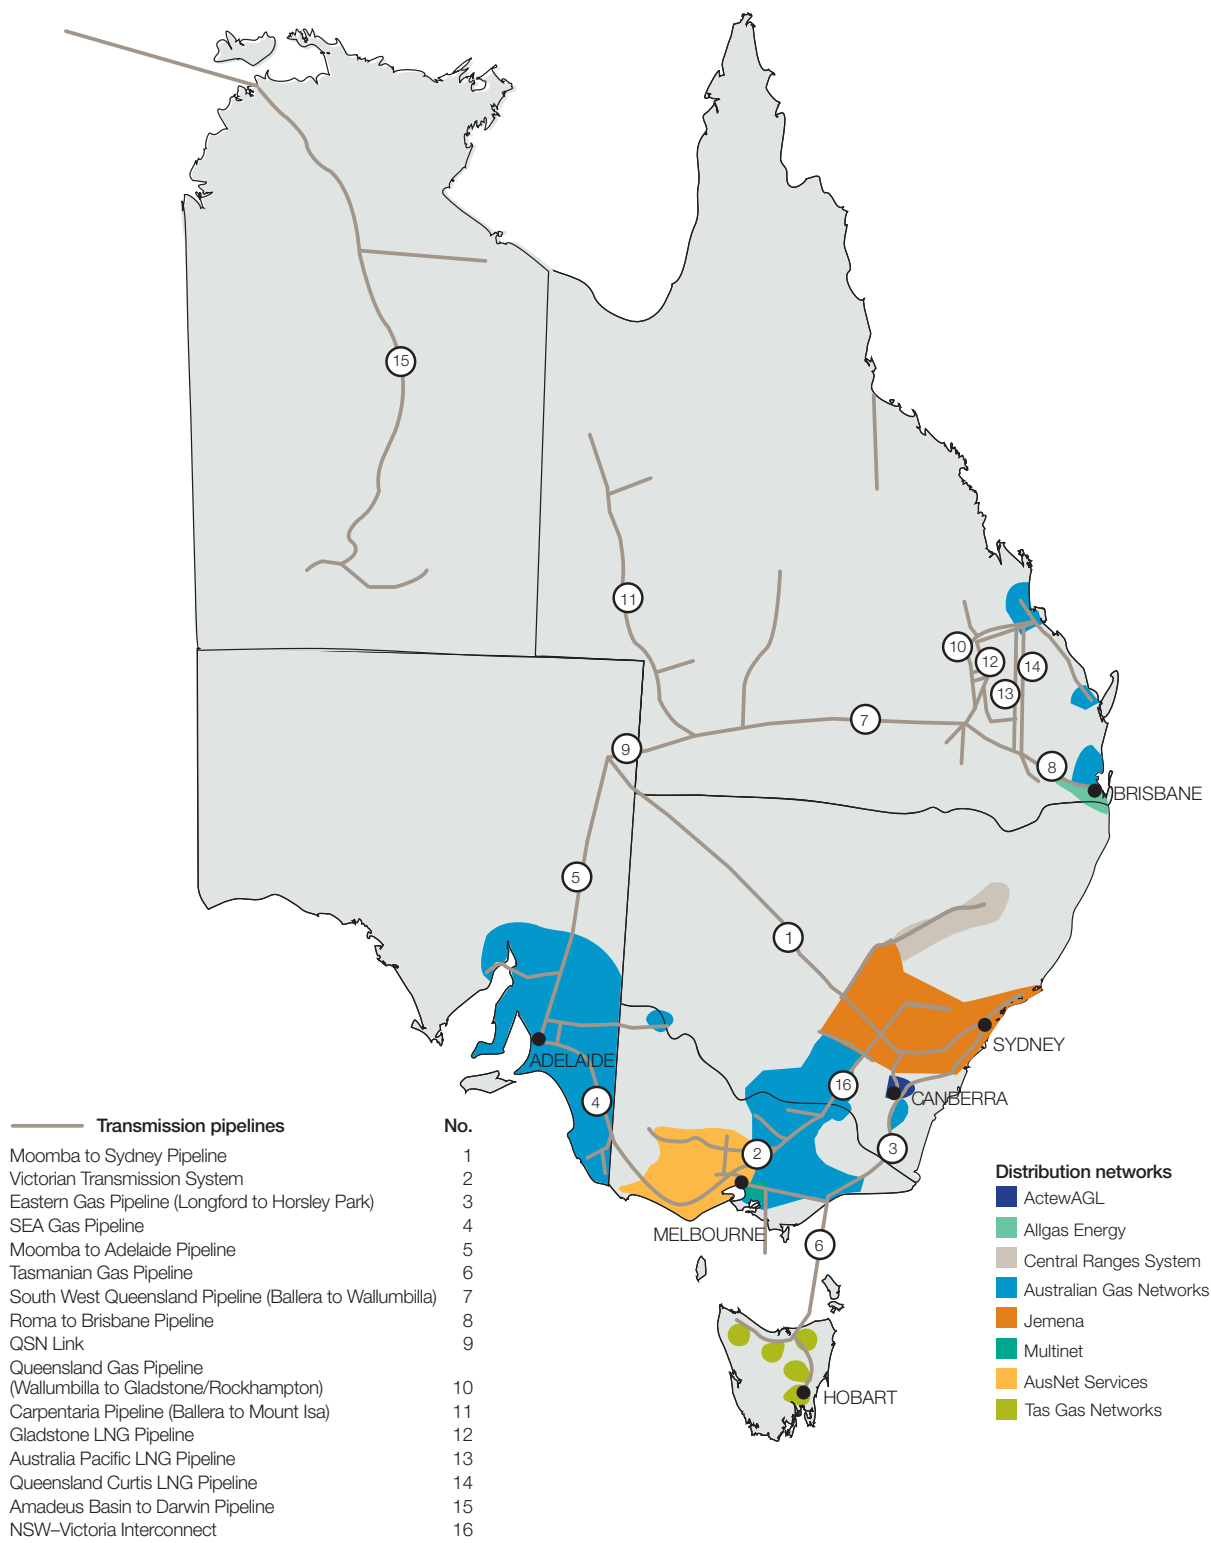 15
11
10
12
14
13
7
9
8
BRISBANE
5
1
SYDNEY
ADELAIDE
16
CANBERRA
4
3
2
MELBOURNE
6
HOBART
Transmission pipelines No.
Moomba to Sydney Pipeline 1
Victorian Transmission System 2
Eastern Gas Pipeline (Longford to Horsley Park) 3
SEA Gas Pipeline 4
Moomba to Adelaide Pipeline 5
Tasmanian Gas Pipeline 6
South West Queensland Pipeline (Ballera to Wallumbilla) 7
Roma to Brisbane Pipeline 8
QSN Link 9
Queensland Gas Pipeline
(Wallumbilla to Gladstone/Rockhampton) 10
Carpentaria Pipeline (Ballera to Mount Isa) 11
Gladstone LNG Pipeline 12
Australia Pacific LNG Pipeline 13
Queensland Curtis LNG Pipeline 14
Amadeus Basin to Darwin Pipeline 15
NSW–Victoria Interconnect 16
Distribution networks
ActewAGL
Allgas Energy
Central Ranges System
Australian Gas Networks
Jemena
Multinet
AusNet Services
Tas Gas Networks